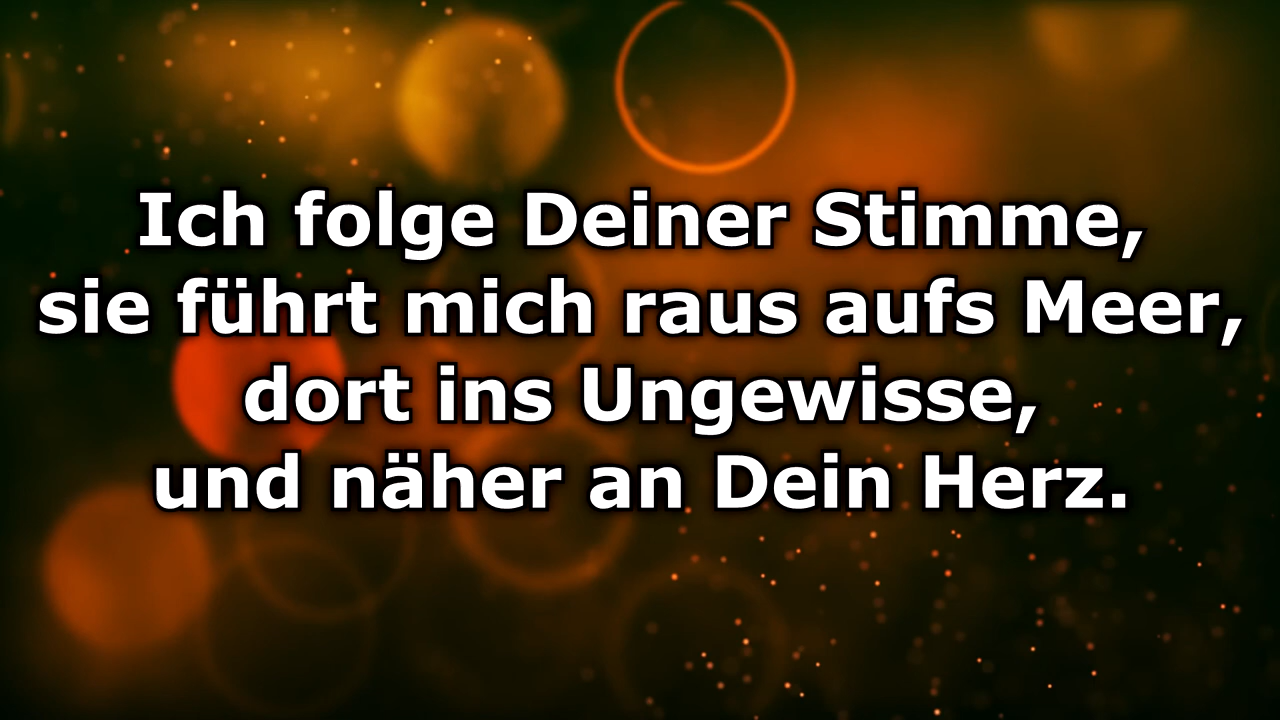 Ich folge Deiner Stimme,
sie führt mich raus aufs Meer,
dort ins Ungewisse,
und näher an Dein Herz.